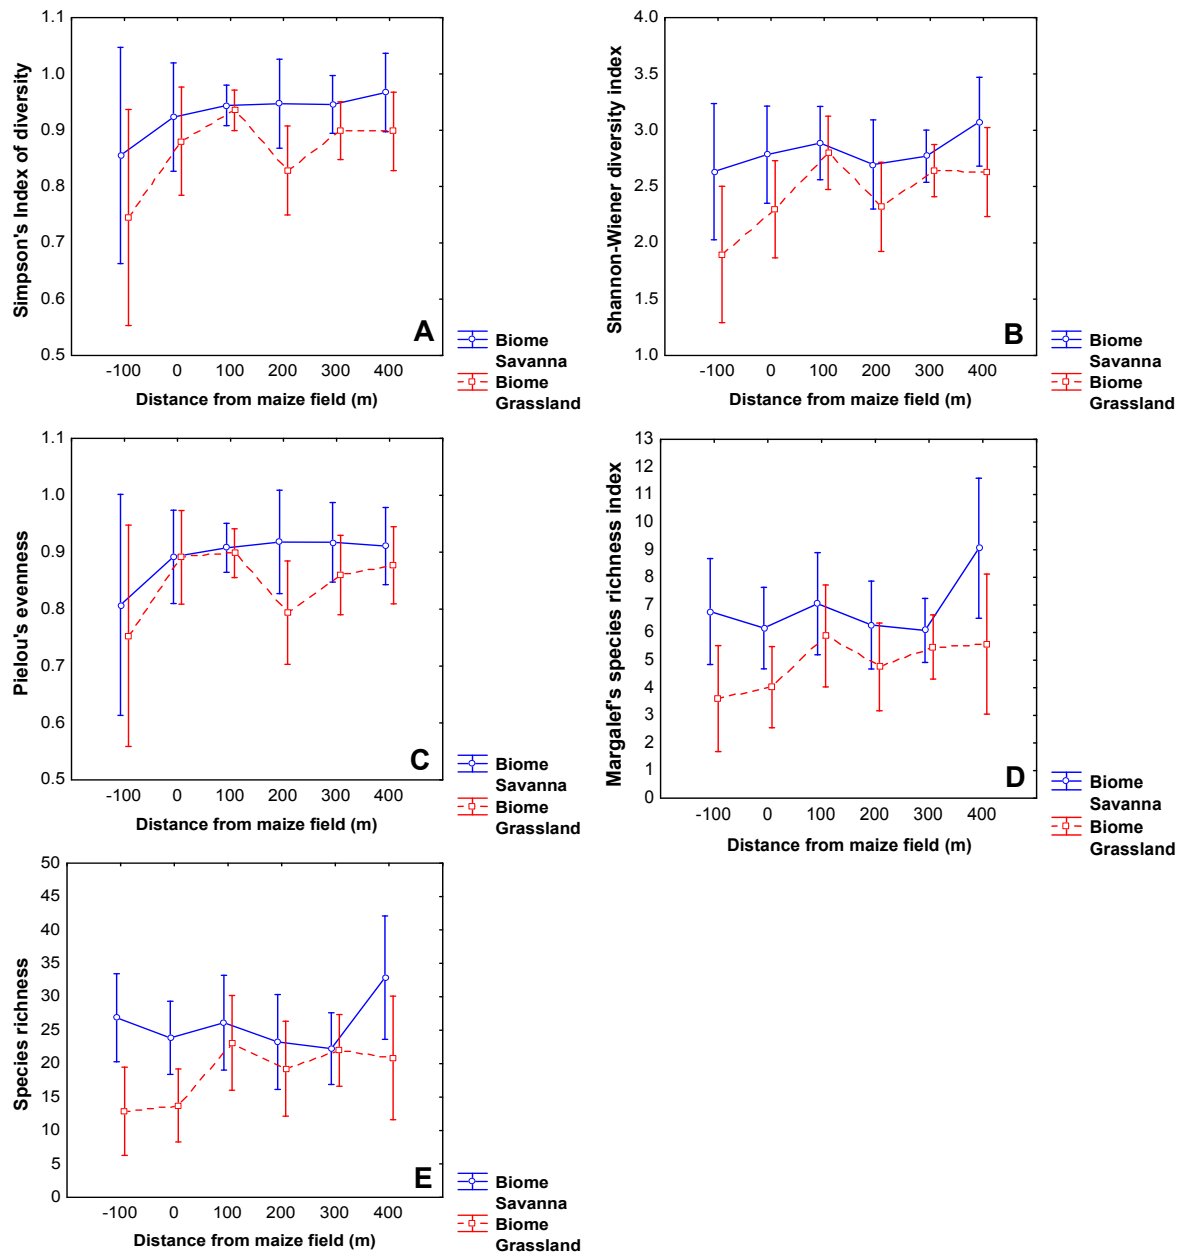 Simpson's Index of diversity
1.1
1.0
0.9
0.8
0.7
0.6
0.5
A
-100 0 100 200 300 400
Distance from maize field (m)
Biome
Savanna
Biome
Grassland
Shannon-Wiener diversity index
4.0
3.5
3.0
2.5
2.0
1.5
1.0
B
-100 0 100 200 300 400
Distance from maize field (m)
Biome
Savanna
Biome
Grassland
Pielou's evenness
1.1
1.0
0.9
0.8
0.7
0.6
0.5
C
-100 0 100 200 300 400
Distance from maize field (m)
Biome
Savanna
Biome
Grassland
Margalef's species richness index
13
12
11
10
9
8
7
6
5
4
3
2
1
0
D
-100 0 100 200 300 400
Distance from maize field (m)
Biome
Savanna
Biome
Grassland
Species richness
50
45
40
35
30
25
20
15
10
5
0
E
-100 0 100 200 300 400
Distance from maize field (m)
Biome
Savanna
Biome
Grassland